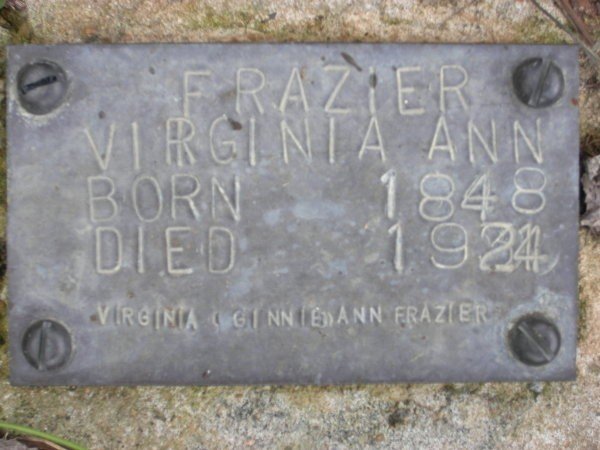 FRAZIER
VIRGINIA ANN
BORN 1848
DIED
VIRGINIA (GINNIE) ANN FRAZIER